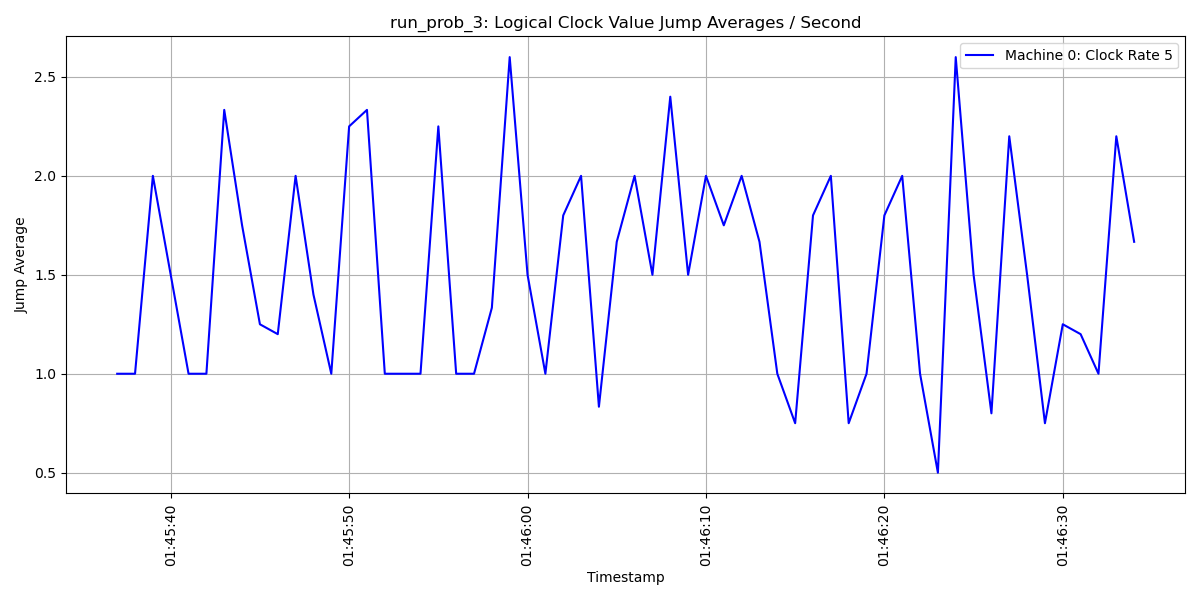 run_prob_3: Logical Clock Value Jump Averages / Second
Machine 0: Clock Rate 5
Jump Average
2.5
2.0
1.5
1.0
0.5
01:45:40
01:45:50
01:46:00
01:46:10
01:46:20
01:46:30
Timestamp